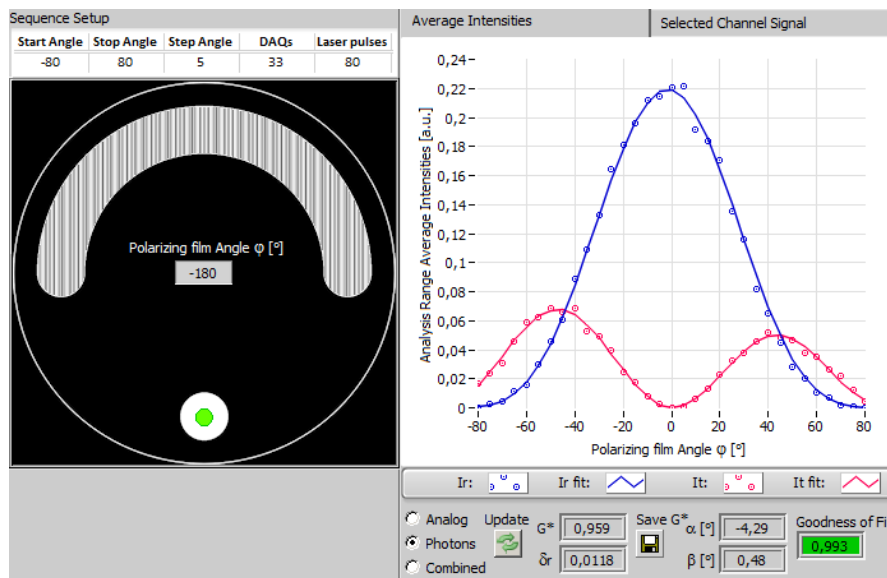 Sequence Setup
Start Angle Stop Angle Step Angle DAQs Laser pulses
-80 80 5 33 80
Polarizing film Angle φ [°]
-180
Average Intensities Selected Channel Signal
Analysis Range Average Intensities [a.u.]
0,24
0,22
0,2
0,18
0,16
0,14
0,12
0,1
0,08
0,06
0,04
0,02
0
-80 -60 -40 -20 0 20 40 60 80
Polarizing film Angle φ [°]
Ir: Ir fit: It: It fit:
Analog Update G* 0,959 Save G* α [°] -4,29 Goodness of Fi
Photons 0,993
Combined δr 0,0118 β [°] 0,48